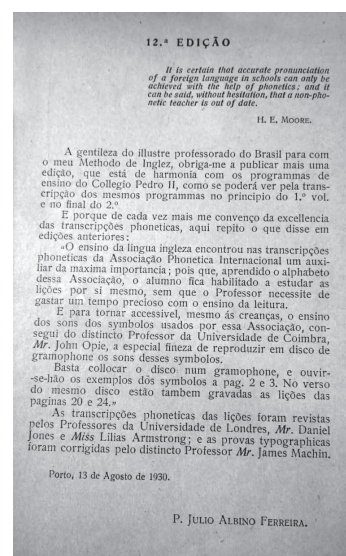 12.ª EDIÇÃO
It is certain that accurate pronunciation
of a foreign language in schools can only be
achieved with the help of phonetics; and it
can be said, without hesitation, that a non-pho-
netic teacher is out of date.
H. E. MOORE.
A gentileza do illustre professorado do Brasil para com
o meu Methodo de Inglez, obriga-me a publicar mais uma
edição, que está de harmonia com os programmas de
ensino do Collegio Pedro II, como se poderá ver pela trans-
cripção dos mesmos programmas no principio do 1.º vol.
e no final do 2.º
E porque de cada vez mais me convenço da excellencia
das transcripções phoneticas, aqui repito o que disse em
edições anteriores:
«O ensino da lingua ingleza encontrou nas transcripções
phoneticas da Associação Phonetica Internacional um auxi-
liar da maxima importancia; pois que, aprendido o alphabeto
dessa Associação, o alumno fica habilitado a estudar as
lições por si mesmo, sem que o Professor necessite de
gastar um tempo precioso com o ensino da leitura.
E para tornar accessivel, mesmo ás creanças, o ensino
dos sons dos symbolos usados por essa Associação, con-
segui do distincto Professor da Universidade de Coimbra,
Mr. John Opie, a especial fineza de reproduzir em disco de
gramophone os sons desses symbolos.
Basta collocar o disco num gramophone, e ouvir-
-se-hão os exemplos dos symbolos a pag. 2 e 3. No verso
do mesmo disco estão tambem gravadas as lições das
paginas 20 e 24.»
As transcripções phoneticas das lições foram revistas
pelos Professores da Universidade de Londres, Mr. Daniel
Jones e Miss Lilias Armstrong; e as provas typographicas
foram corrigidas pelo distincto Professor Mr. James Machin.
Porto, 13 de Agosto de 1930.
P. JULIO ALBINO FERREIRA.